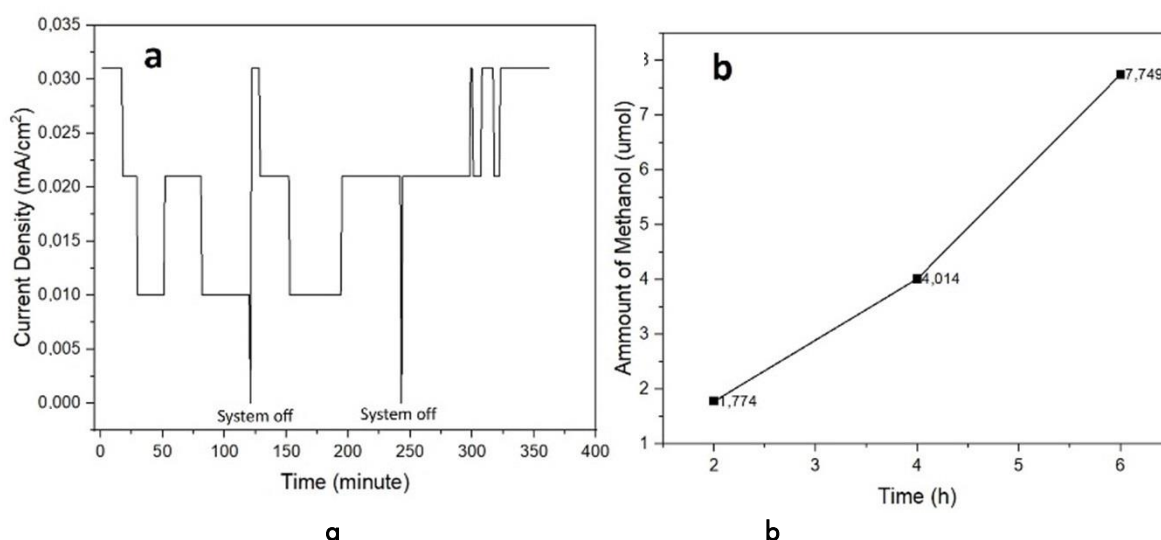 a
0,035
0,030
0,025
0,020
0,015
0,010
0,005
0,000
Current Density (mA/cm²)
System off
System off
0 50 100 150 200 250 300 350 400
Time (minute)
b
8
7
6
5
4
3
2
1
Ammount of Methanol (umol)
7,749
4,014
1,774
2 3 4 5 6
Time (h)
a b